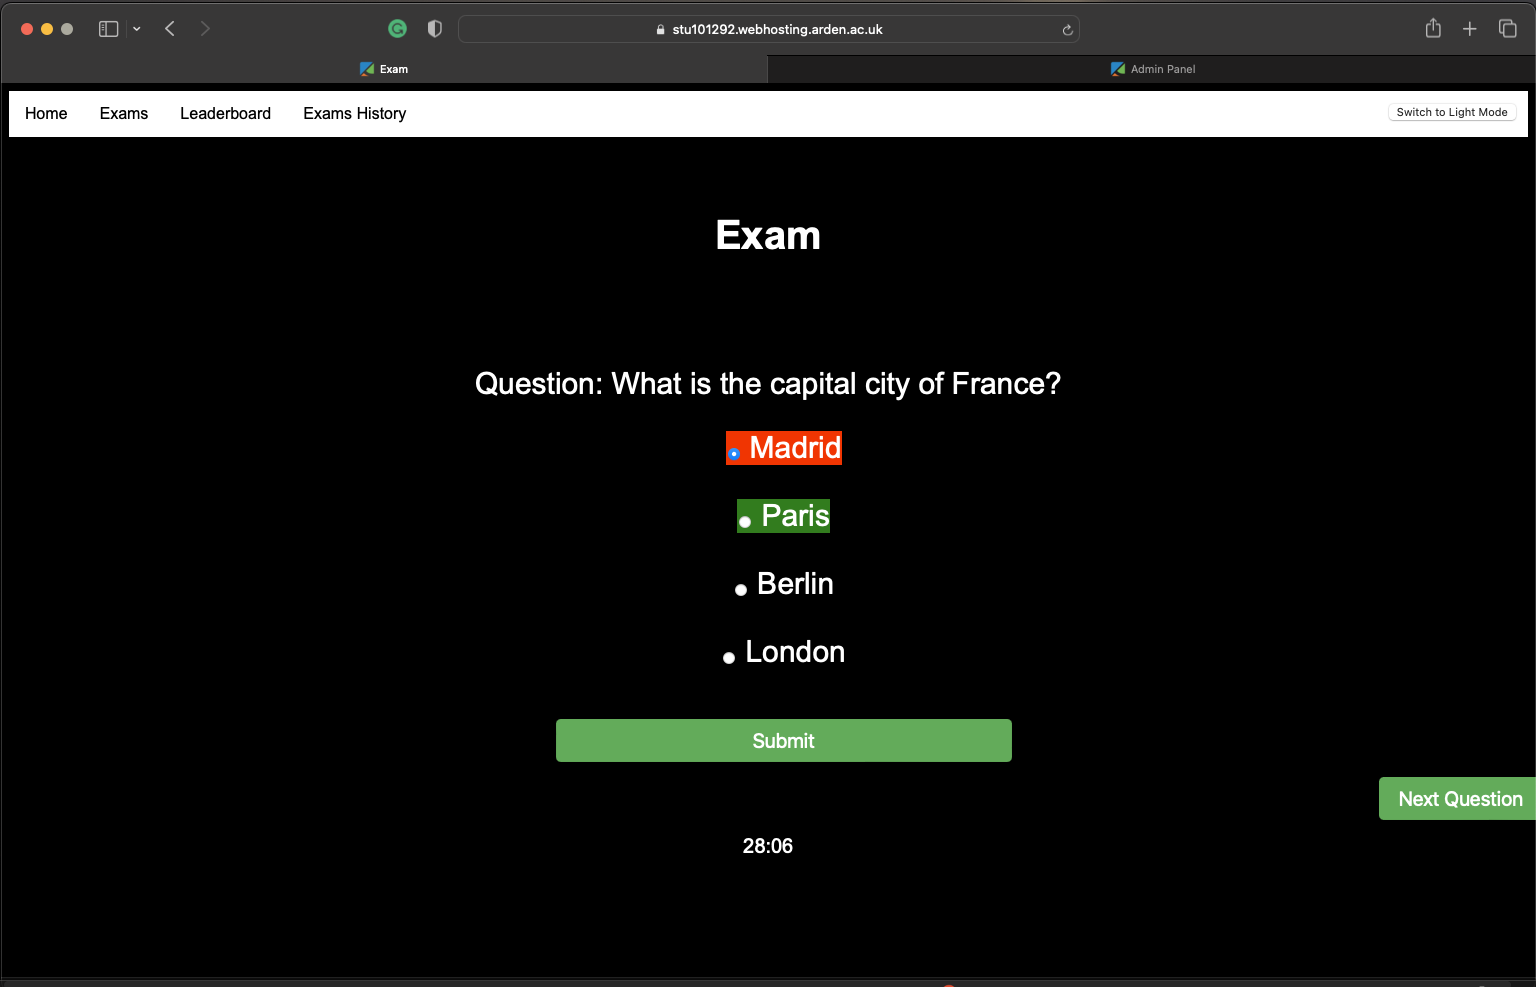 stu101292.webhosting.arden.ac.uk
Exam
Admin Panel
Home
Exams
Leaderboard
Exams History
Switch to Light Mode
Exam
Question: What is the capital city of France?
Madrid
Paris
Berlin
London
Submit
Next Question
28:06